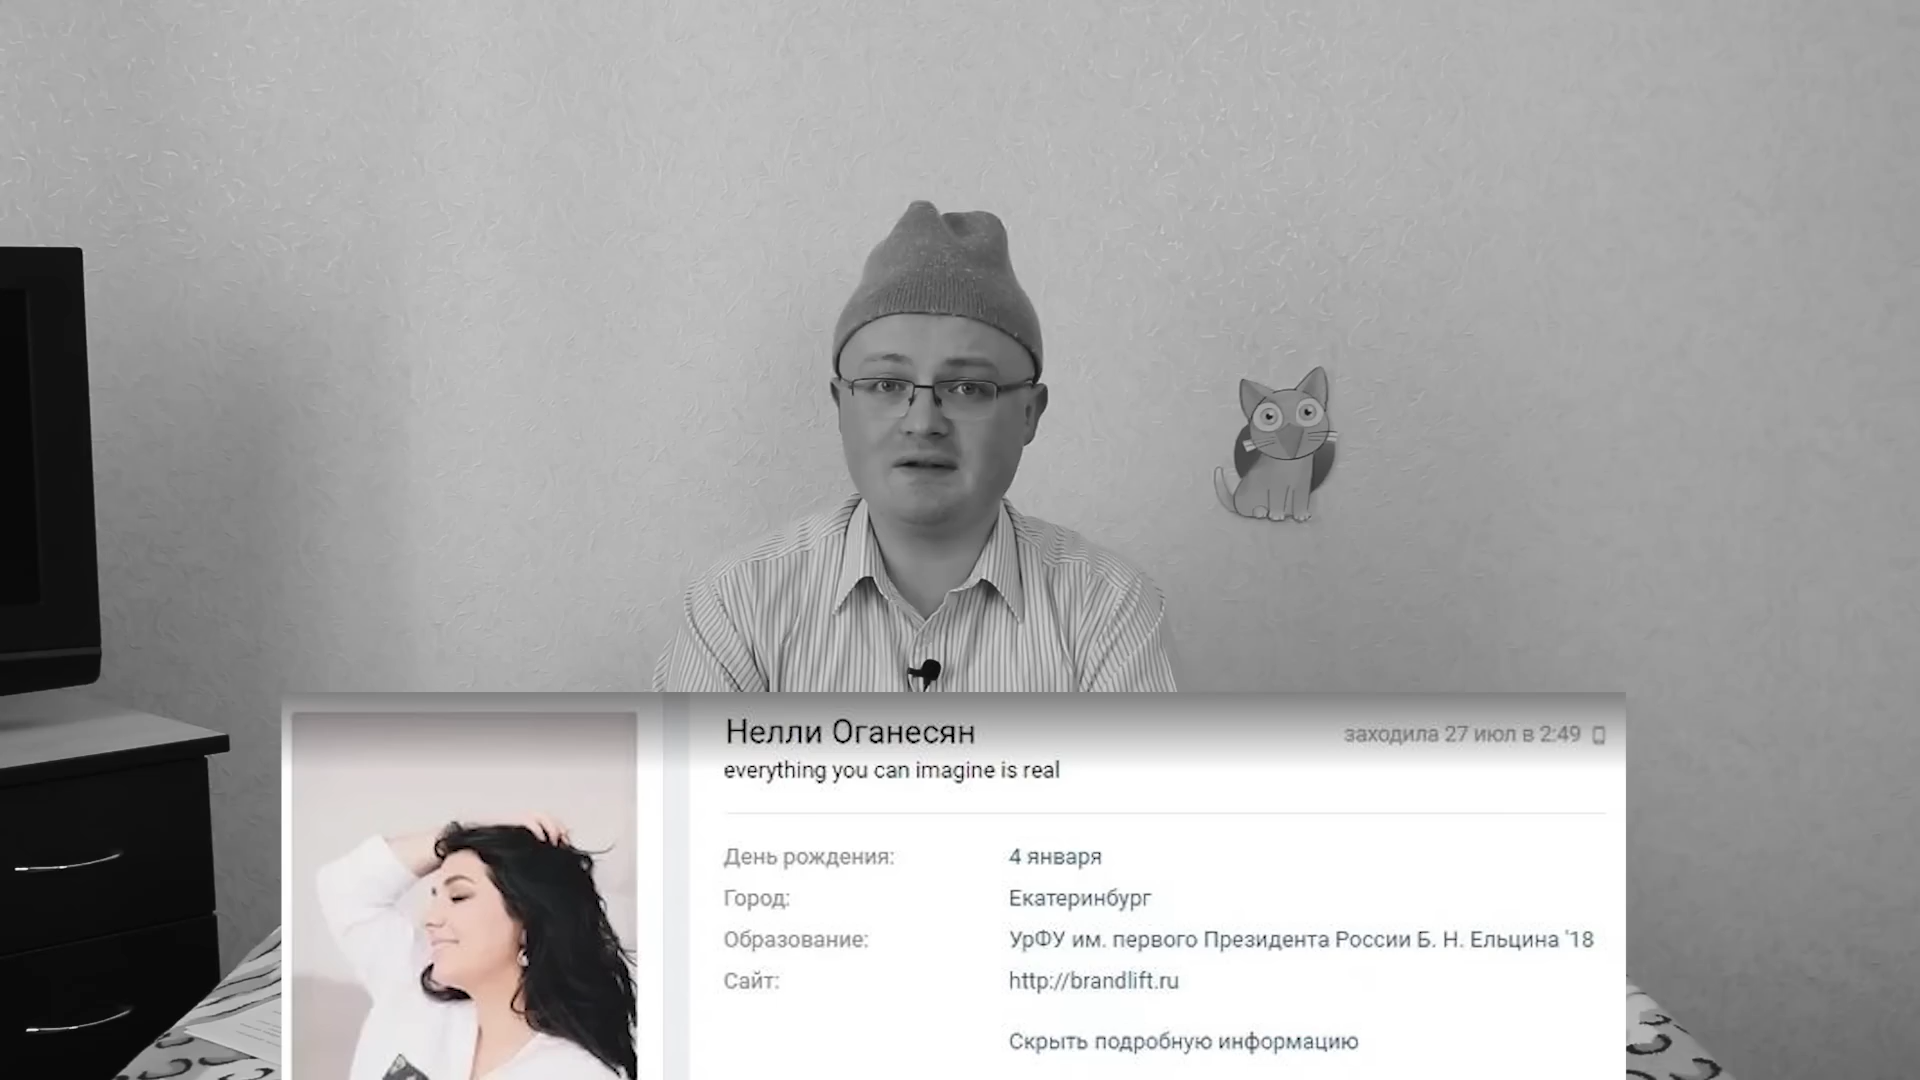 Нелли Оганесян
заходила 27 июл в 2:49
everything you can imagine is real
День рождения: 4 января
Город: Екатеринбург
Образование: УрФУ им. первого Президента России Б. Н. Ельцина '18
Сайт: http://brandlift.ru
Скрыть подробную информацию